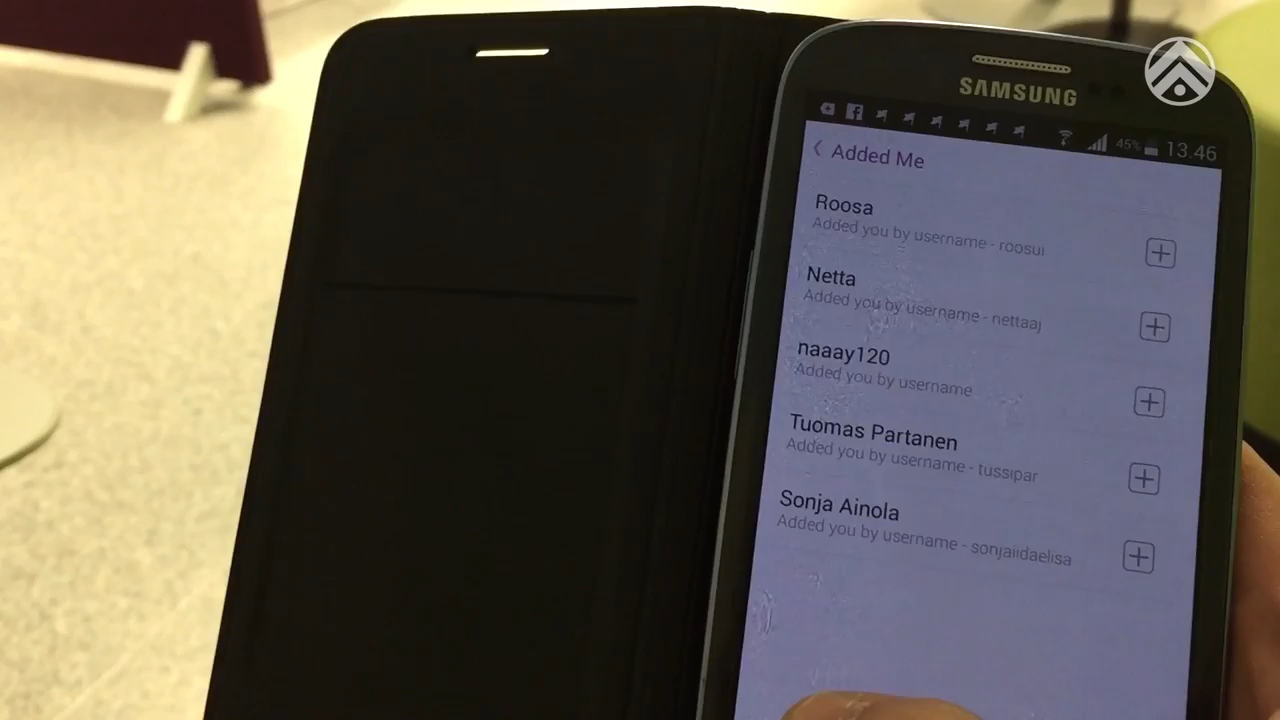 SAMSUNG
45% 13.46
Added Me
Roosa
Added you by username - roosui
Netta
Added you by username - nettaaj
naaay120
Added you by username
Tuomas Partanen
Added you by username - tussipar
Sonja Ainola
Added you by username - sonjaiidaelisa